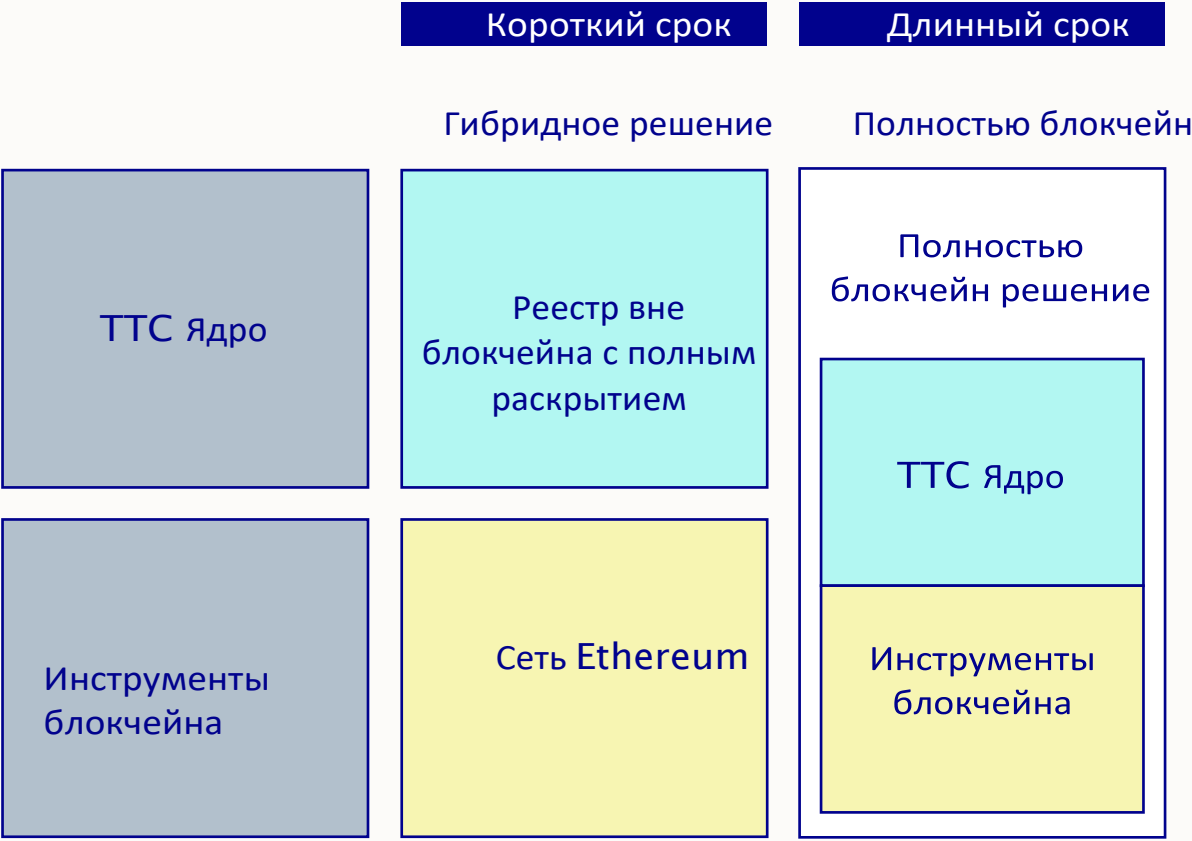 Короткий срок
Длинный срок
Гибридное решение
Полностью блокчейн
ТТС Ядро
Реестр вне
блокчейна с полным
раскрытием
Полностью
блокчейн решение
ТТС Ядро
Инструменты
блокчейна
Сеть Ethereum
Инструменты
блокчейна